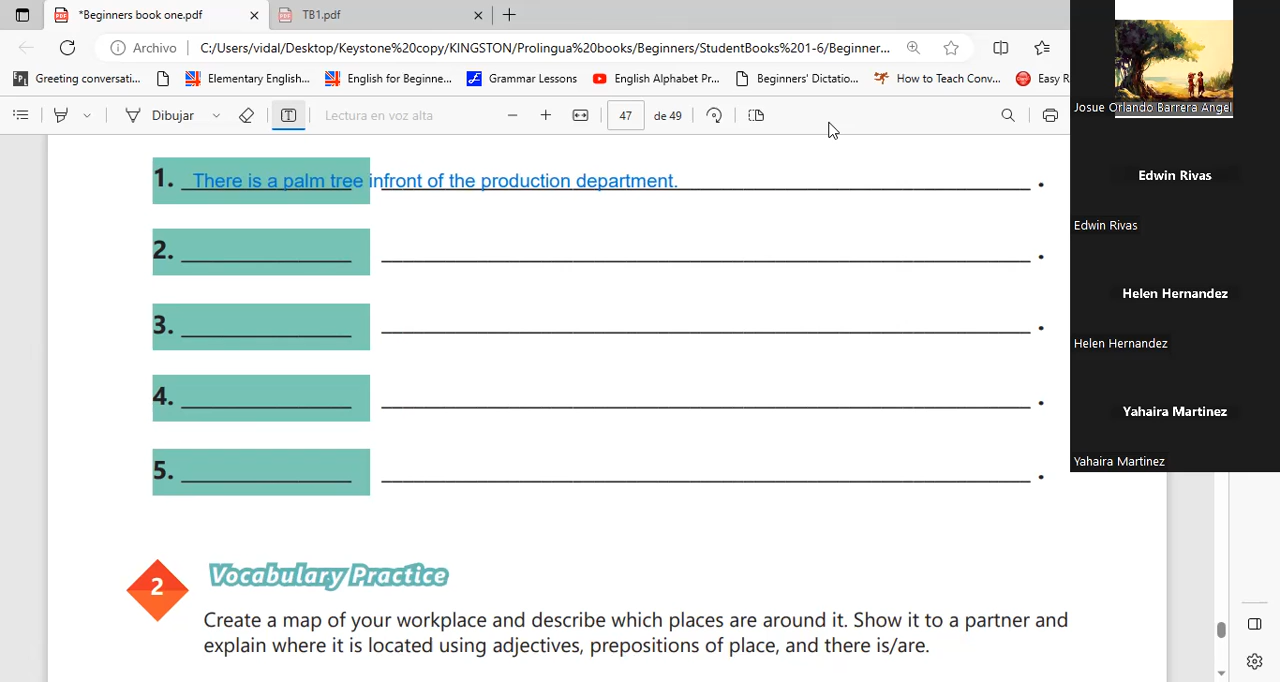 *Beginners book one.pdf
TB1.pdf
Archivo
C:/Users/vidal/Desktop/Keystone%20copy/KINGSTON/Prolingua%20books/Beginners/StudentBooks%201-6/Beginner...
Greeting conversati...
Elementary English...
English for Beginne...
Grammar Lessons
English Alphabet Pr...
Beginners' Dictatio...
How to Teach Conv...
Easy R
Dibujar
Lectura en voz alta
47
de 49
1. There is a palm tree infront of the production department. .
2. .
3. .
4. .
5. .
2
Vocabulary Practice
Create a map of your workplace and describe which places are around it. Show it to a partner and
explain where it is located using adjectives, prepositions of place, and there is/are.
Josue Orlando Barrera Angel
Edwin Rivas
Edwin Rivas
Helen Hernandez
Helen Hernandez
Yahaira Martinez
Yahaira Martinez